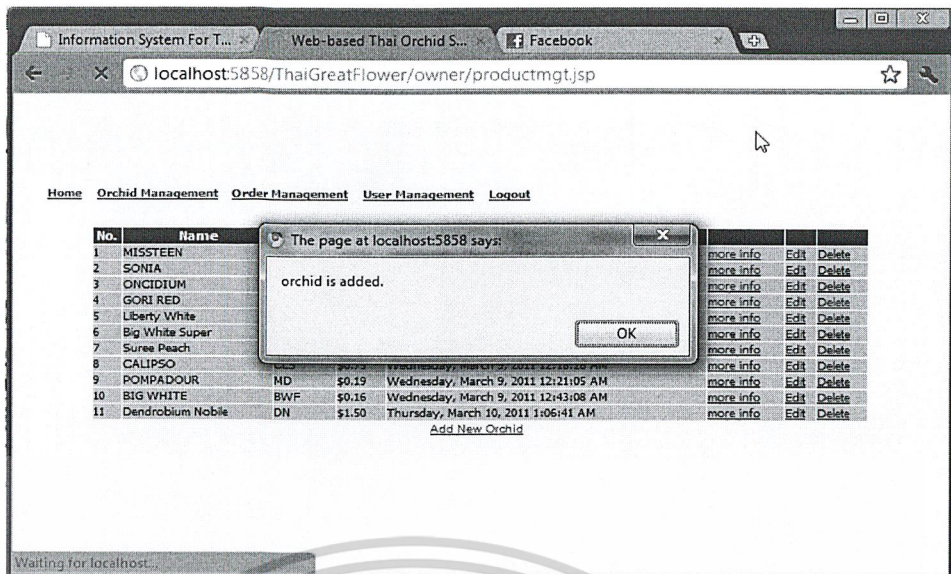 Information System For T...
Web-based Thai Orchid S...
Facebook
localhost:5858/ThaiGreatFlower/owner/productmgt.jsp
Home Orchid Management Order Management User Management Logout
No. Name
1 MISSTEEN more info Edit Delete
2 SONIA more info Edit Delete
3 ONCIDIUM more info Edit Delete
4 GORI RED more info Edit Delete
5 Liberty White more info Edit Delete
6 Big White Super more info Edit Delete
7 Suree Peach more info Edit Delete
8 CALIPSO more info Edit Delete
9 POMPADOUR MD $0.19 Wednesday, March 9, 2011 12:21:05 AM more info Edit Delete
10 BIG WHITE BWF $0.16 Wednesday, March 9, 2011 12:43:08 AM more info Edit Delete
11 Dendrobium Nobile DN $1.50 Thursday, March 10, 2011 1:06:41 AM more info Edit Delete
Add New Orchid
The page at localhost:5858 says:
orchid is added.
OK
Waiting for localhost...